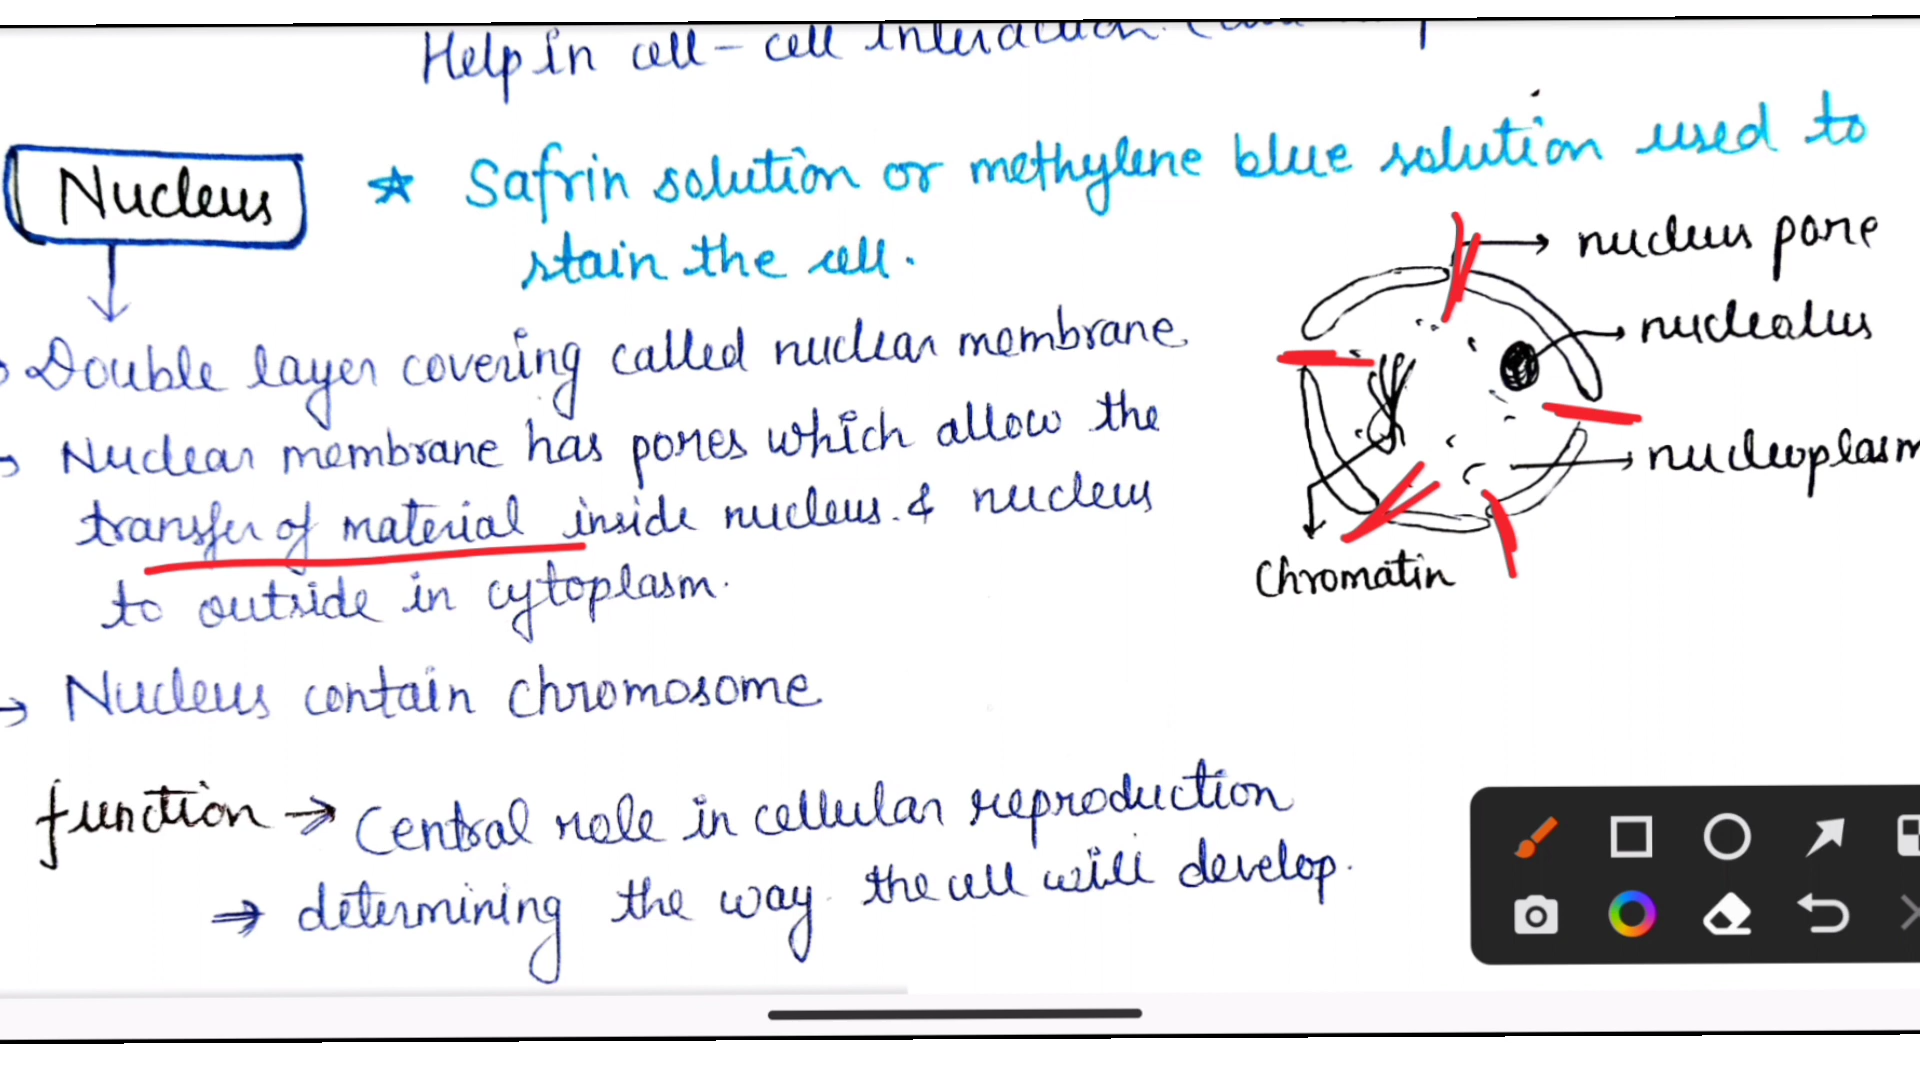 Help in cell - cell interaction.
Nucleus
★ Safrin solution or methylene blue solution used to
stain the cell.
Double layer covering called nuclear membrane
→ Nuclear membrane has pores which allow the
transfer of material inside nucleus. & nucleus
to outside in cytoplasm.
→ Nucleus contain chromosome
function → Central role in cellular reproduction
→ determining the way the cell will develop.
nucleus pore
nucleolus
nucleoplasm
Chromatin